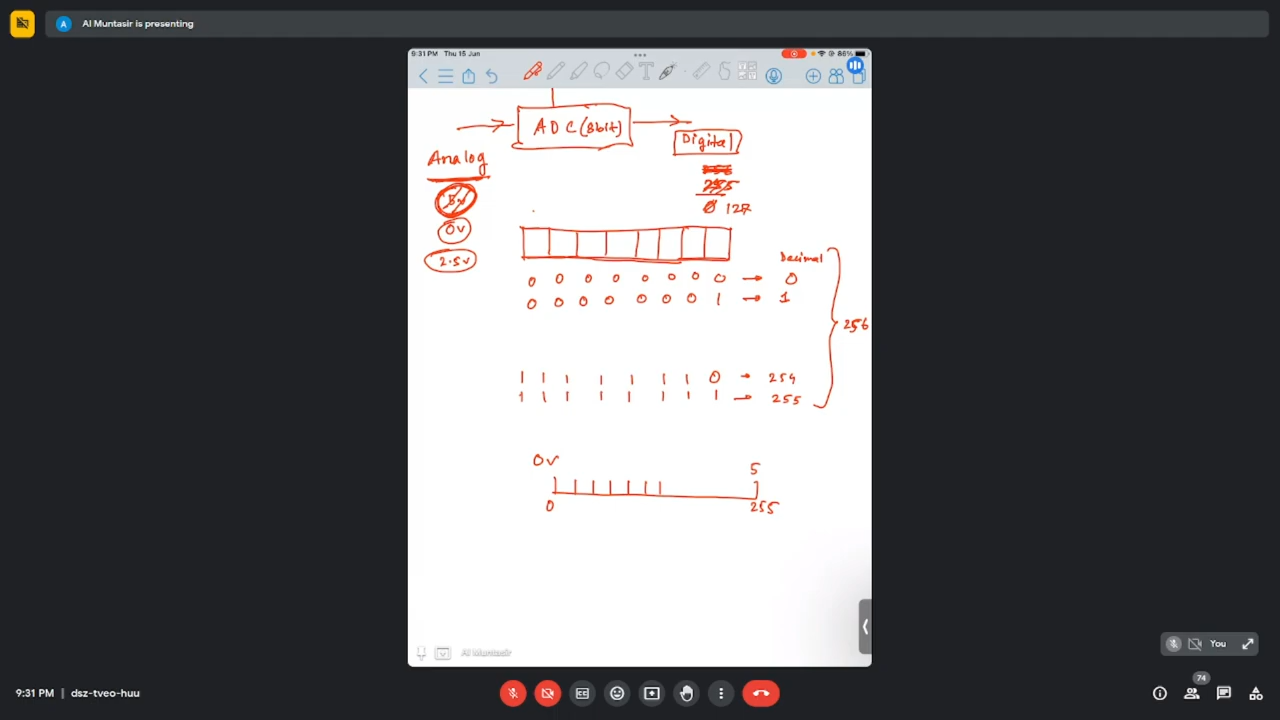 Al Muntasir is presenting
9:31 PM Thu 15 Jun
86%
ADC (8bit)
Analog
Digital
255
5v
0v
2.5v
0 127
Decimal
0 0 0 0 0 0 0 0 → 0
0 0 0 0 0 0 0 1 → 1
256
1 1 1 1 1 1 1 0 → 254
1 1 1 1 1 1 1 1 → 255
0v
5
0
255
Al Muntasir
You
9:31 PM | dsz-tveo-huu
74